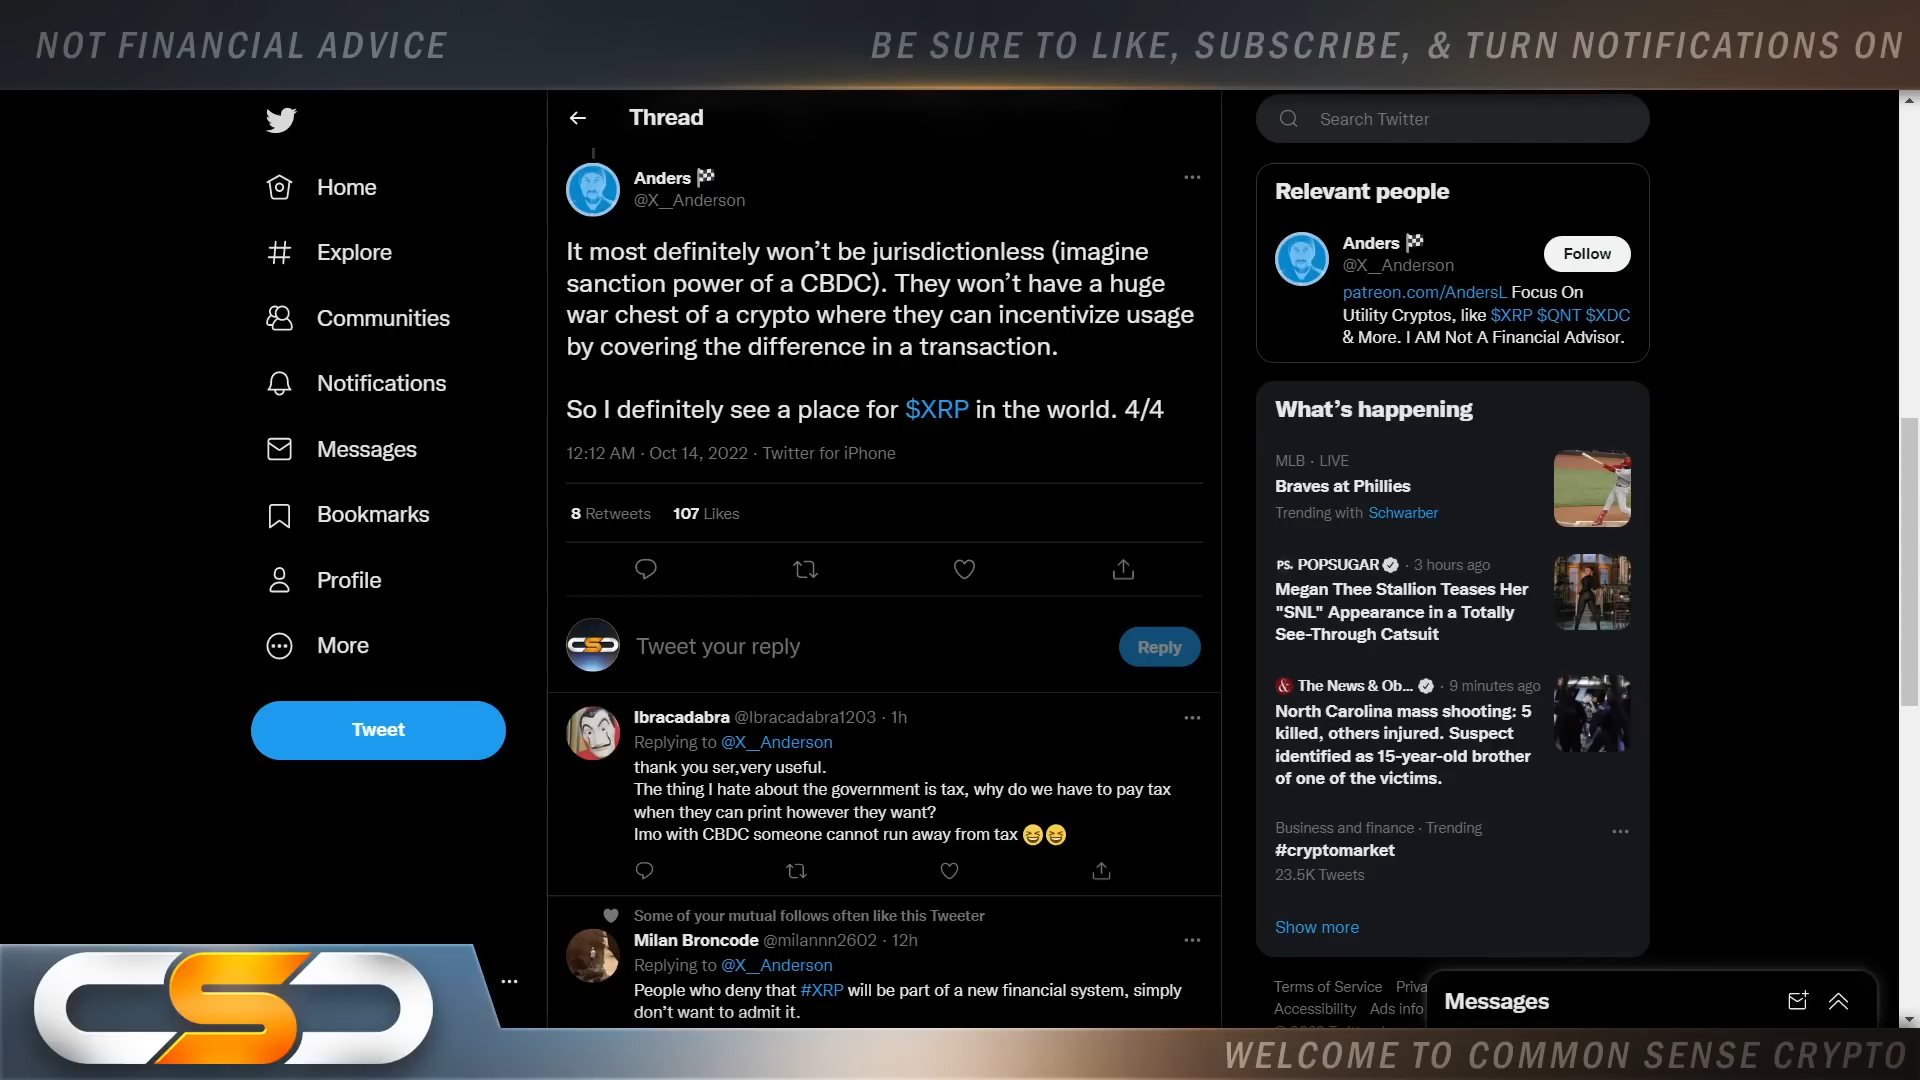 NOT FINANCIAL ADVICE
BE SURE TO LIKE, SUBSCRIBE, & TURN NOTIFICATIONS ON
Home
Explore
Communities
Notifications
Messages
Bookmarks
Profile
More
Tweet
Thread
Anders
@X__Anderson
It most definitely won’t be jurisdictionless (imagine
sanction power of a CBDC). They won’t have a huge
war chest of a crypto where they can incentivize usage
by covering the difference in a transaction.
So I definitely see a place for $XRP in the world. 4/4
12:12 AM · Oct 14, 2022 · Twitter for iPhone
8 Retweets 107 Likes
Tweet your reply
Reply
Ibracadabra @Ibracadabra1203 · 1h
Replying to @X__Anderson
thank you ser,very useful.
The thing I hate about the government is tax, why do we have to pay tax
when they can print however they want?
Imo with CBDC someone cannot run away from tax 😆😆
Some of your mutual follows often like this Tweeter
Milan Broncode @milannn2602 · 12h
Replying to @X__Anderson
People who deny that #XRP will be part of a new financial system, simply
don’t want to admit it.
Search Twitter
Relevant people
Anders
@X__Anderson
Follow
patreon.com/AndersL Focus On
Utility Cryptos, like $XRP $QNT $XDC
& More. I AM Not A Financial Advisor.
What’s happening
MLB · LIVE
Braves at Phillies
Trending with Schwarber
PS. POPSUGAR · 3 hours ago
Megan Thee Stallion Teases Her
"SNL" Appearance in a Totally
See-Through Catsuit
The News & Ob... · 9 minutes ago
North Carolina mass shooting: 5
killed, others injured. Suspect
identified as 15-year-old brother
of one of the victims.
Business and finance · Trending
#cryptomarket
23.5K Tweets
Show more
Terms of Service Priva
Accessibility Ads info
Messages
CSC
WELCOME TO COMMON SENSE CRYPTO